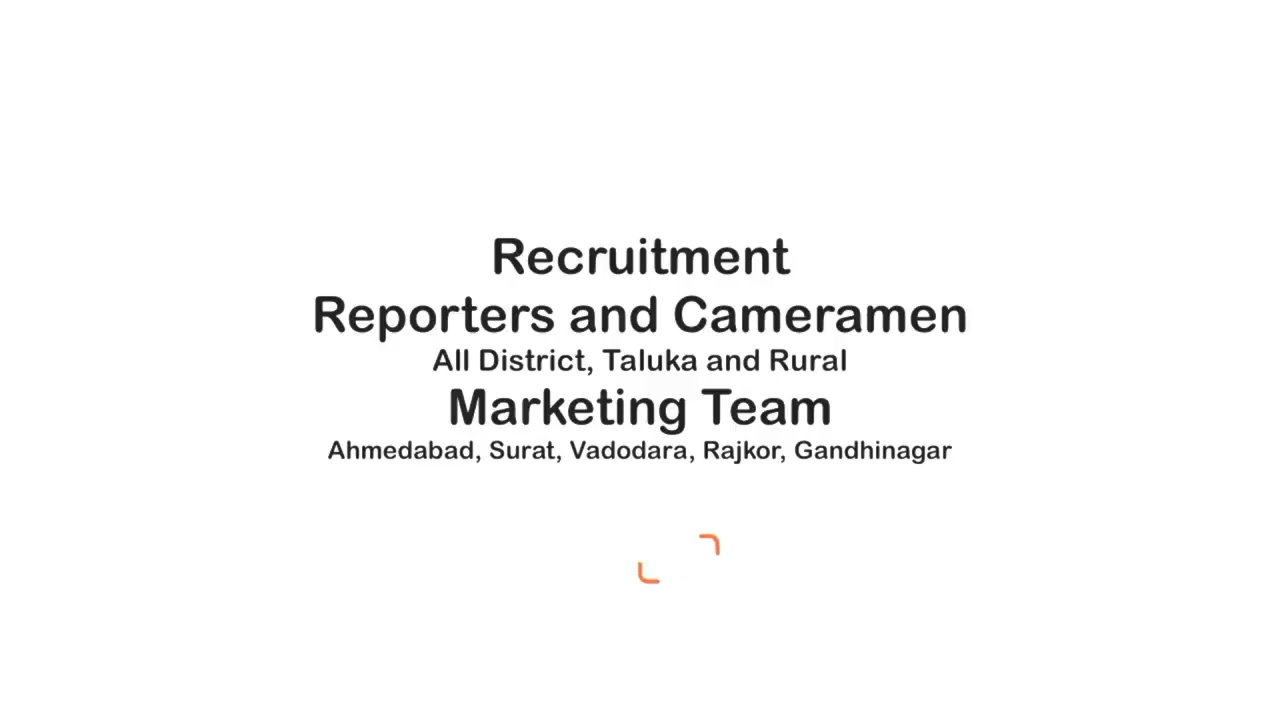 Recruitment
Reporters and Cameramen
All District, Taluka and Rural
Marketing Team
Ahmedabad, Surat, Vadodara, Rajkor, Gandhinagar